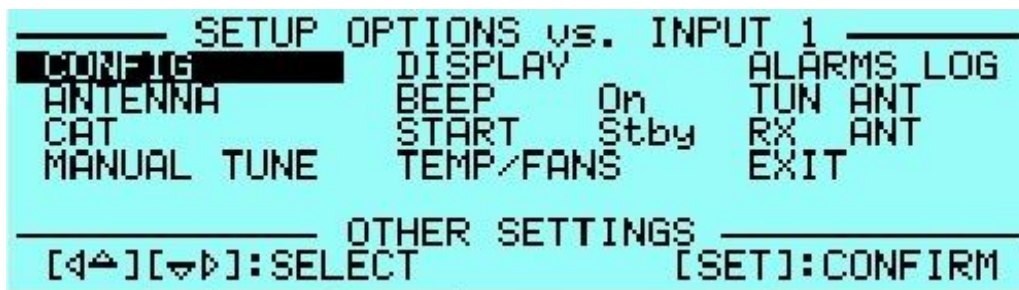 SETUP OPTIONS vs. INPUT 1
CONFIG DISPLAY ALARMS LOG
ANTENNA BEEP On TUN ANT
CAT START Stby RX ANT
MANUAL TUNE TEMP/FANS EXIT
OTHER SETTINGS
[◁△][▽▷]:SELECT [SET]:CONFIRM